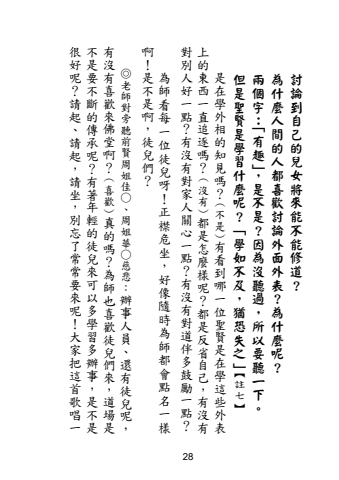 討論到自己的兒女將來能不能修道？
為什麼人間的人都喜歡討論外面外表？為什麼呢？
兩個字：「有趣」，是不是？因為沒聽過，所以要聽一下。
但是聖賢是學習什麼呢？「學如不及，猶恐失之」【註七】
是在學外相的知見嗎？（不是）有看到哪一位聖賢是在學這些外表
上的東西一直追逐嗎？（沒有）都是怎麼樣呢？都是反省自己，有沒有
對別人好一點？有沒有對家人關心一點？有沒有對道伴多鼓勵一點？
為師看每一位徒兒呀！正襟危坐，好像隨時為師都會點名一樣
啊！是不是啊，徒兒們？
◎老師對旁聽前賢周姐佳○、周姐華○慈悲：辦事人員、還有徒兒呢，
有沒有喜歡來佛堂啊？（喜歡）真的嗎？為師也喜歡徒兒們來，道場是
不是要不斷的傳承呢？有著年輕的徒兒來可以多學習多辦事，是不是
很好呢？請起、請起，請坐，別忘了常常要來呢！大家把這首歌唱一
28